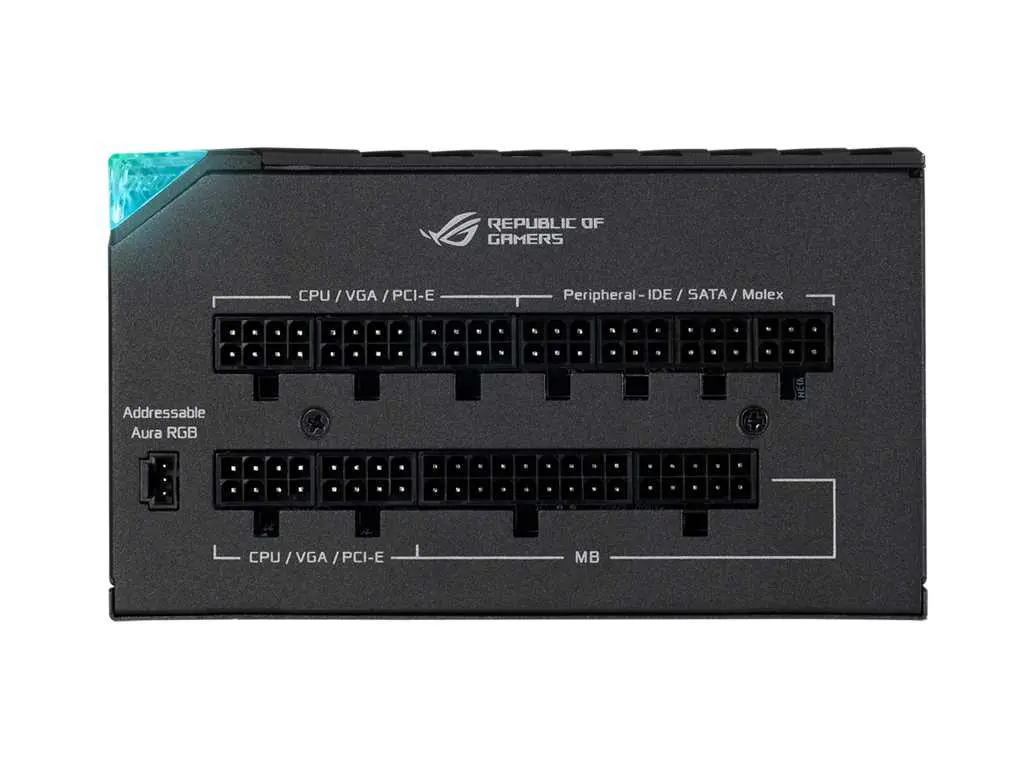 REPUBLIC OF
GAMERS
CPU / VGA / PCI-E
Peripheral - IDE / SATA / Molex
Addressable
Aura RGB
CPU / VGA / PCI-E
MB